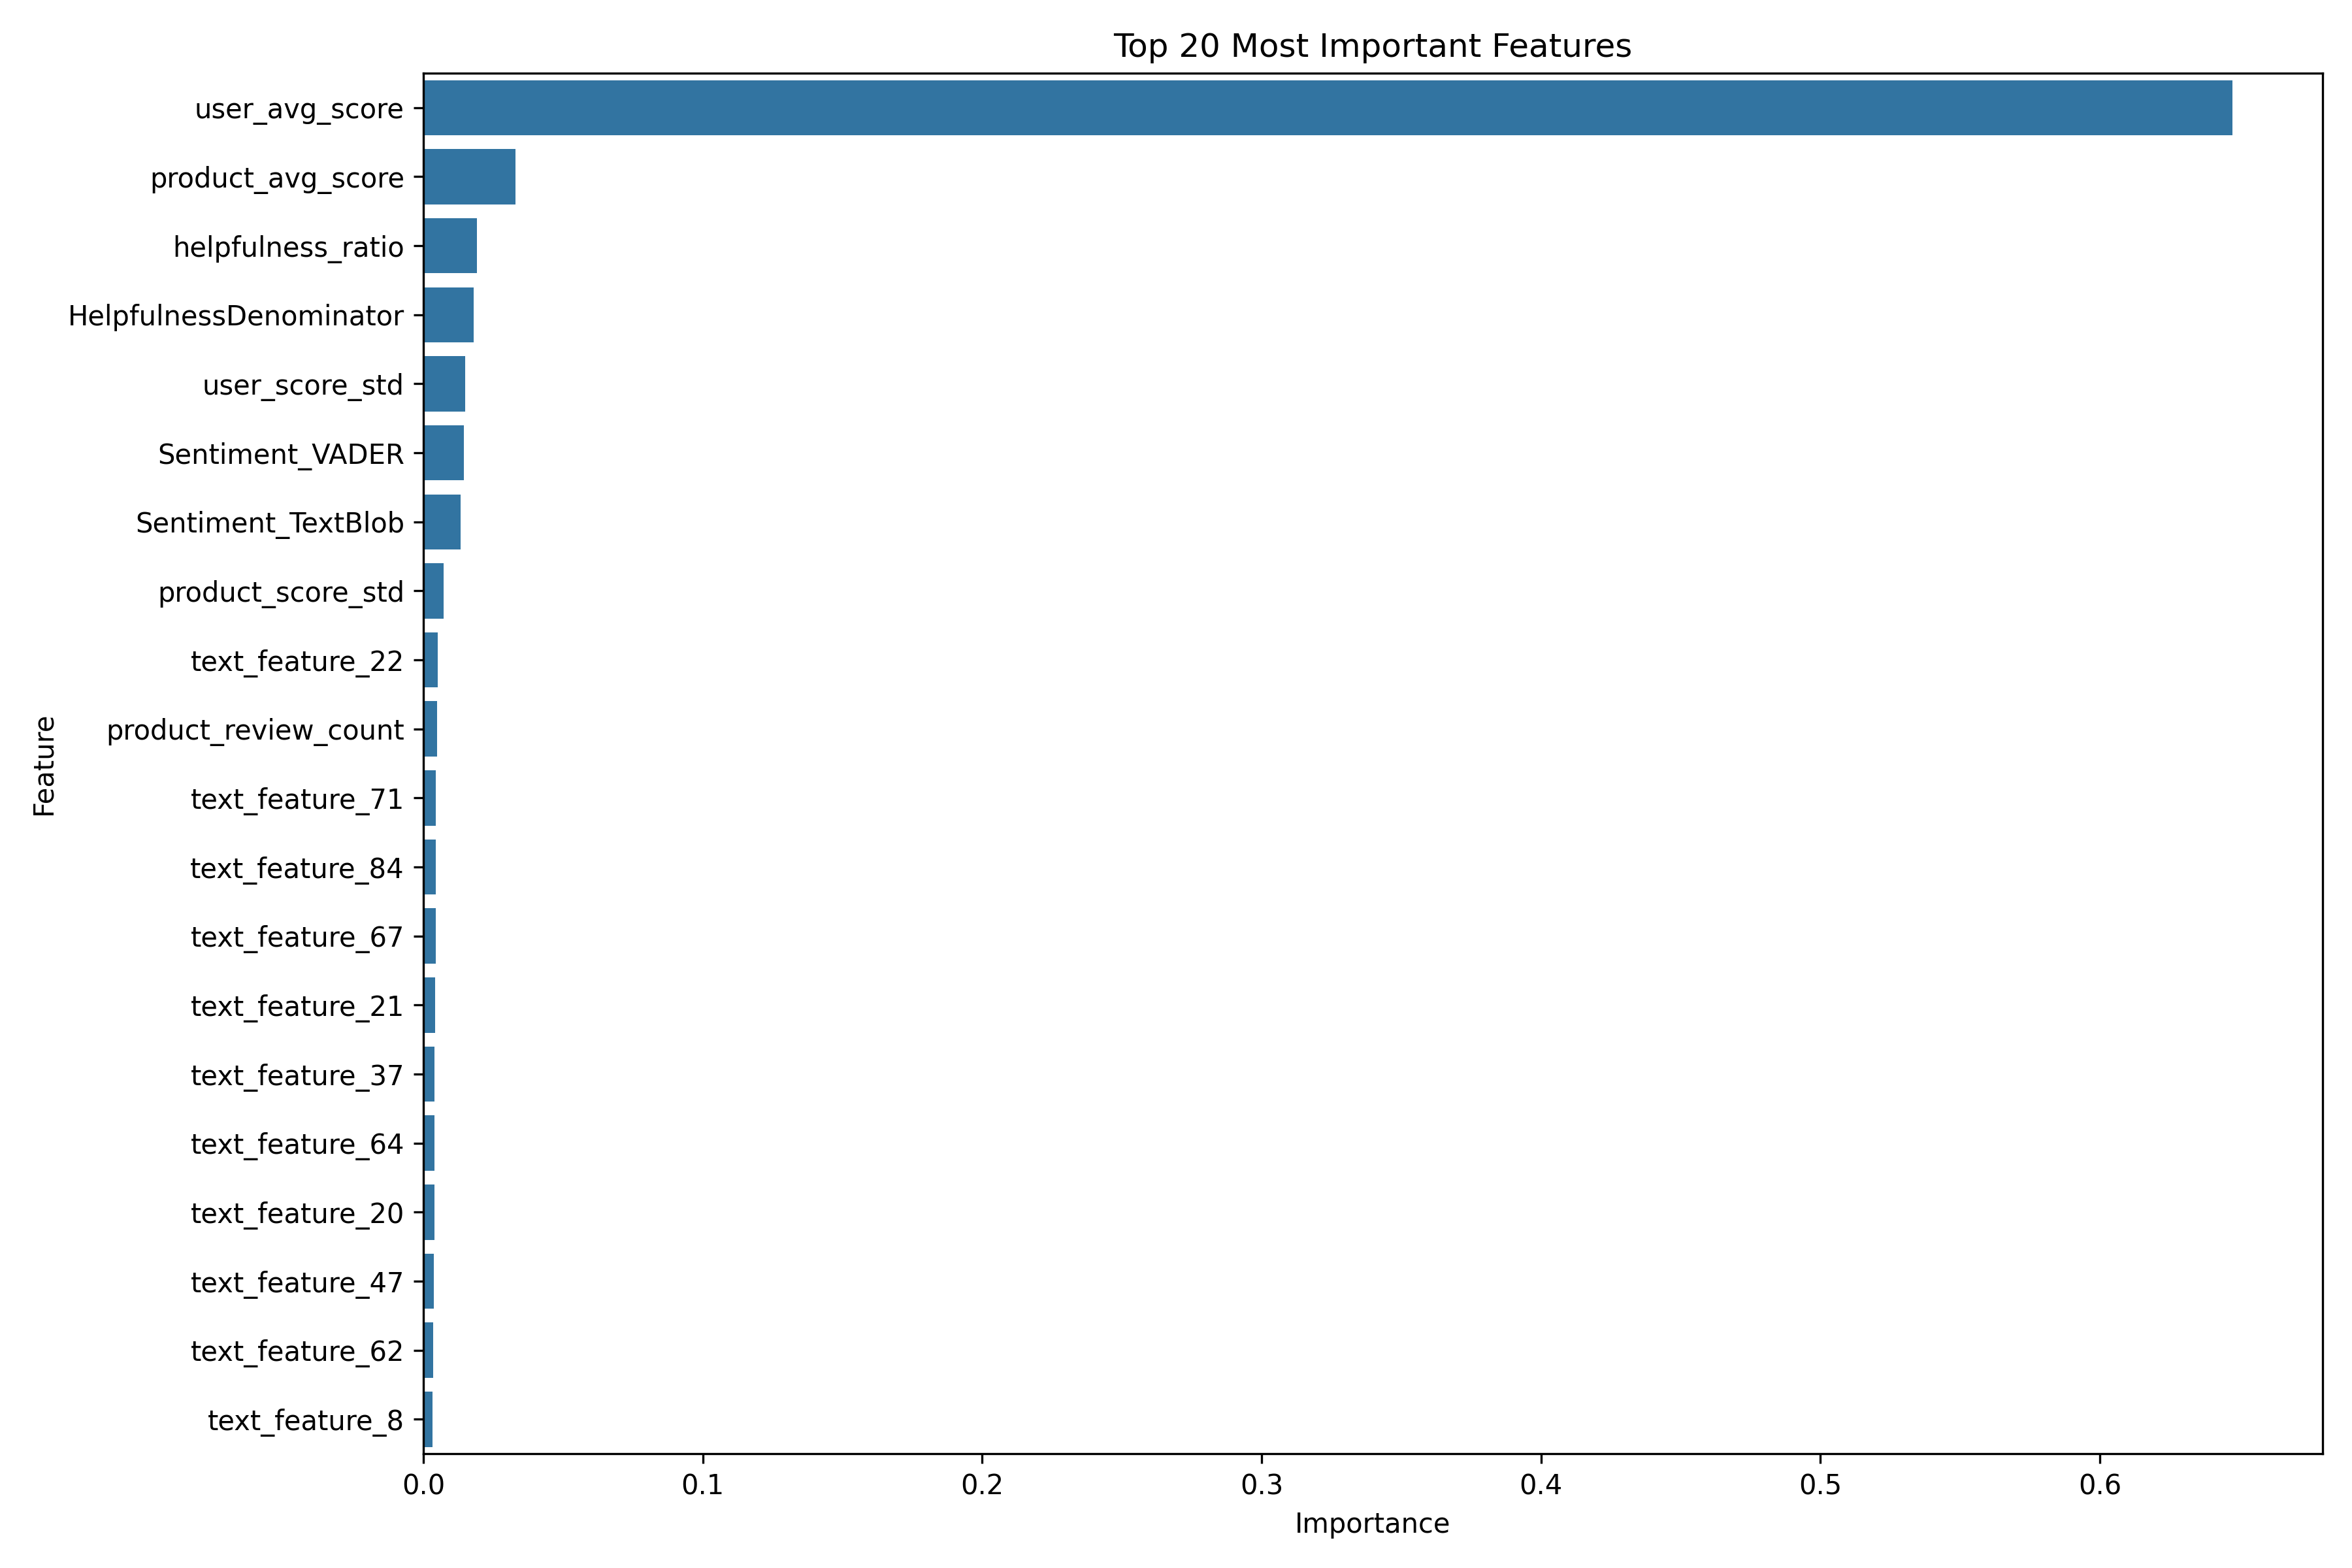 Top 20 Most Important Features
user_avg_score
product_avg_score
helpfulness_ratio
HelpfulnessDenominator
user_score_std
Sentiment_VADER
Sentiment_TextBlob
product_score_std
text_feature_22
product_review_count
text_feature_71
text_feature_84
text_feature_67
text_feature_21
text_feature_37
text_feature_64
text_feature_20
text_feature_47
text_feature_62
text_feature_8
Feature
0.0 0.1 0.2 0.3 0.4 0.5 0.6
Importance